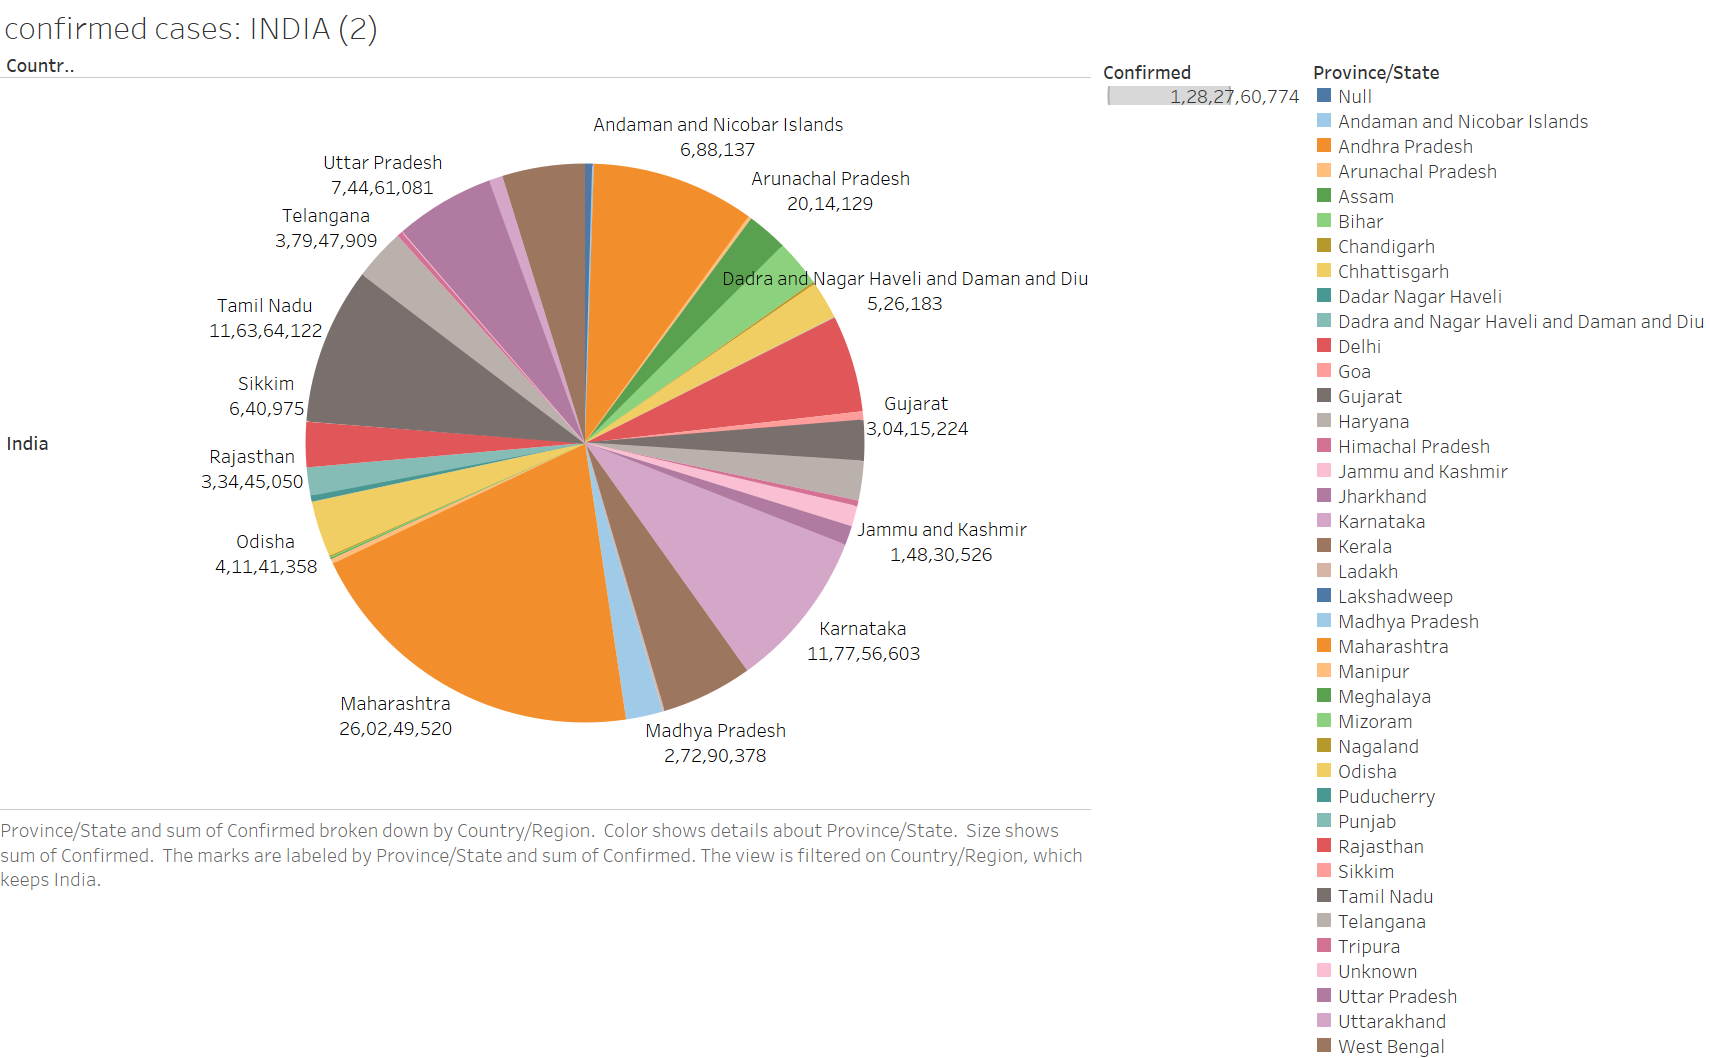 confirmed cases: INDIA (2)
Countr..
India
Andaman and Nicobar Islands
6,88,137
Arunachal Pradesh
20,14,129
Dadra and Nagar Haveli and Daman and Diu
5,26,183
Gujarat
3,04,15,224
Jammu and Kashmir
1,48,30,526
Karnataka
11,77,56,603
Madhya Pradesh
2,72,90,378
Maharashtra
26,02,49,520
Odisha
4,11,41,358
Rajasthan
3,34,45,050
Sikkim
6,40,975
Tamil Nadu
11,63,64,122
Telangana
3,79,47,909
Uttar Pradesh
7,44,61,081
Confirmed
1,28,27,60,774
Province/State
Null
Andaman and Nicobar Islands
Andhra Pradesh
Arunachal Pradesh
Assam
Bihar
Chandigarh
Chhattisgarh
Dadar Nagar Haveli
Dadra and Nagar Haveli and Daman and Diu
Delhi
Goa
Gujarat
Haryana
Himachal Pradesh
Jammu and Kashmir
Jharkhand
Karnataka
Kerala
Ladakh
Lakshadweep
Madhya Pradesh
Maharashtra
Manipur
Meghalaya
Mizoram
Nagaland
Odisha
Puducherry
Punjab
Rajasthan
Sikkim
Tamil Nadu
Telangana
Tripura
Unknown
Uttar Pradesh
Uttarakhand
West Bengal
Province/State and sum of Confirmed broken down by Country/Region.  Color shows details about Province/State.  Size shows
sum of Confirmed.  The marks are labeled by Province/State and sum of Confirmed. The view is filtered on Country/Region, which
keeps India.